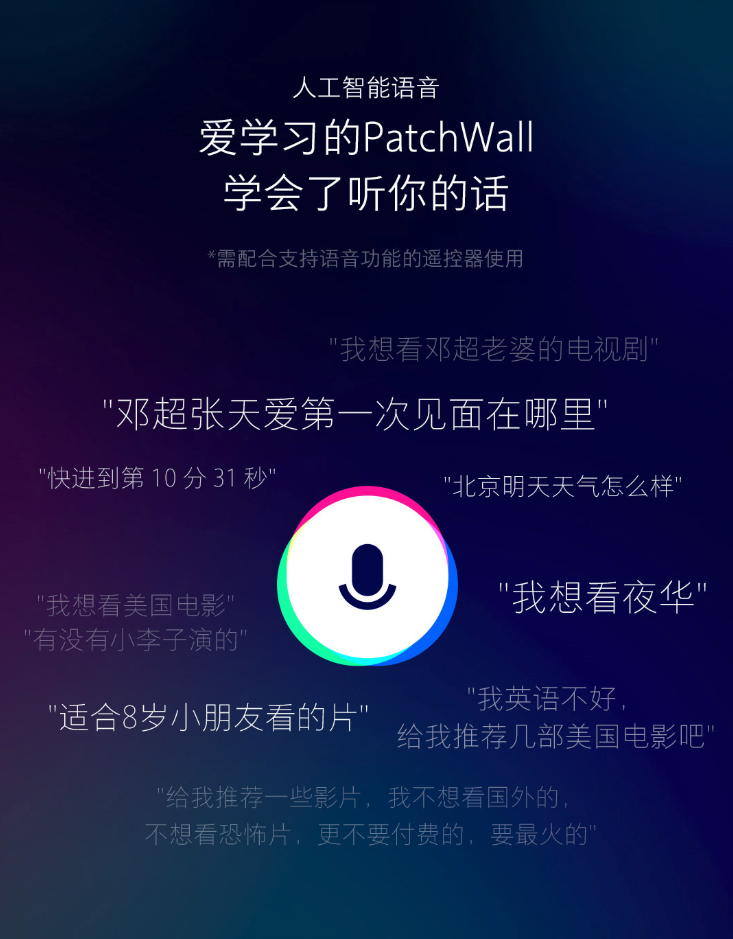 人工智能语音
爱学习的PatchWall
学会了听你的话
*需配合支持语音功能的遥控器使用
"我想看邓超老婆的电视剧"
"邓超张天爱第一次见面在哪里"
"快进到第 10 分 31 秒"
"北京明天天气怎么样"
"我想看夜华"
"我想看美国电影"
"有没有小李子演的"
"适合8岁小朋友看的片"
"我英语不好,
给我推荐几部美国电影吧"
"给我推荐一些影片，我不想看国外的，
不想看恐怖片，更不要付费的，要最火的"